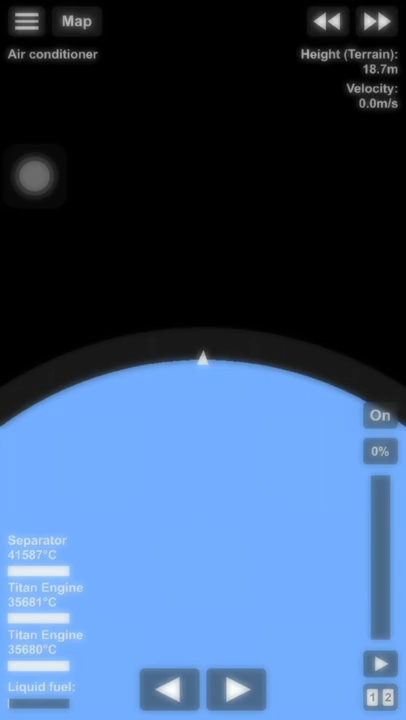 Map
Air conditioner
Height (Terrain):
18.7m
Velocity:
0.0m/s
On
0%
Separator
41587°C
Titan Engine
35681°C
Titan Engine
35680°C
Liquid fuel:
1 2